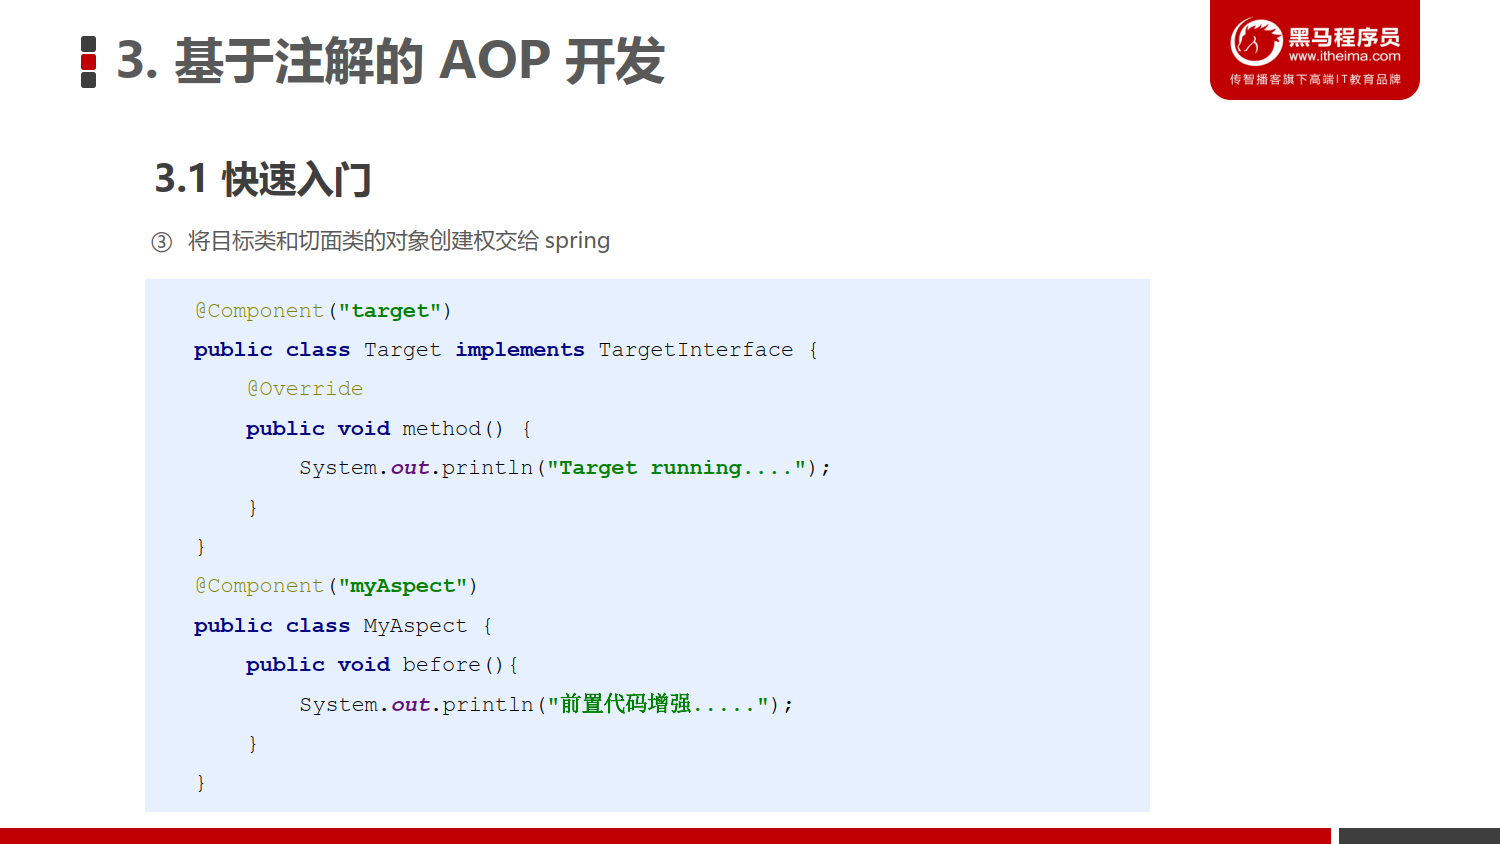 3. 基于注解的 AOP 开发
黑马程序员
www.itheima.com
传智播客旗下高端IT教育品牌
3.1 快速入门
③ 将目标类和切面类的对象创建权交给 spring
@Component("target")
public class Target implements TargetInterface {
    @Override
    public void method() {
        System.out.println("Target running....");
    }
}
@Component("myAspect")
public class MyAspect {
    public void before(){
        System.out.println("前置代码增强.....");
    }
}